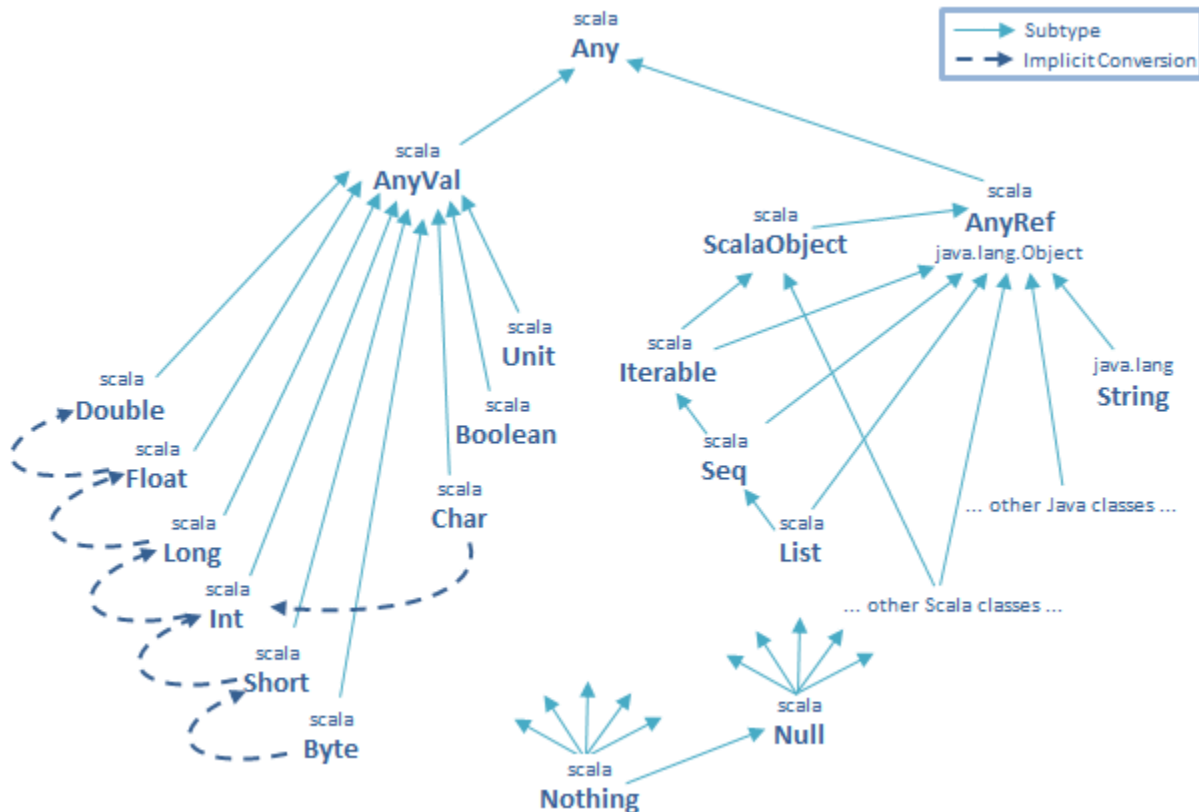 scala
Any
Subtype
Implicit Conversion
scala
AnyVal
scala
AnyRef
java.lang.Object
scala
ScalaObject
scala
Unit
scala
Iterable
java.lang
String
scala
Double
scala
Boolean
scala
Float
scala
Seq
scala
Char
... other Java classes ...
scala
Long
scala
List
scala
Int
... other Scala classes ...
scala
Short
scala
Byte
scala
Null
scala
Nothing